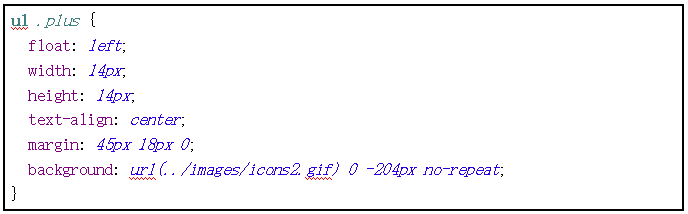 ul .plus {
float: left;
width: 14px;
height: 14px;
text-align: center;
margin: 45px 18px 0;
background: url(../images/icons2.gif) 0 -204px no-repeat;
}